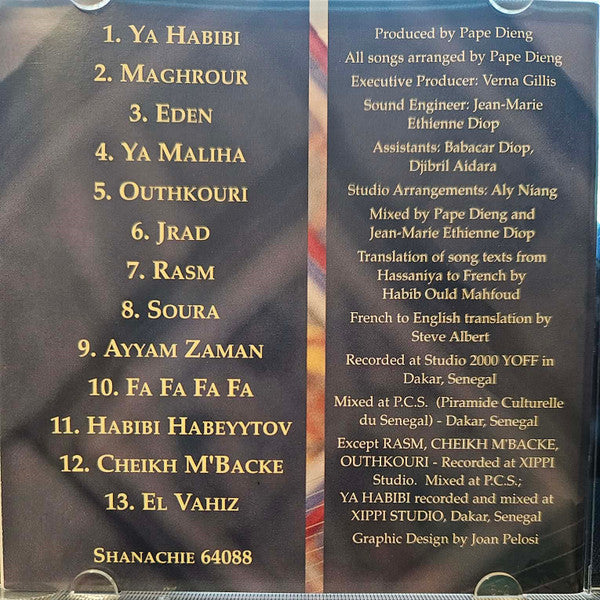 1. YA HABIBI
2. MAGHROUR
3. EDEN
4. YA MALIHA
5. OUTHKOURI
6. JRAD
7. RASM
8. SOURA
9. AYYAM ZAMAN
10. FA FA FA FA
11. HABIBI HABEYYTOV
12. CHEIKH M'BACKE
13. EL VAHIZ
SHANACHIE 64088
Produced by Pape Dieng
All songs arranged by Pape Dieng
Executive Producer: Verna Gillis
Sound Engineer: Jean-Marie
Ethienne Diop
Assistants: Babacar Diop,
Djibril Aidara
Studio Arrangements: Aly Niang
Mixed by Pape Dieng and
Jean-Marie Ethienne Diop
Translation of song texts from
Hassaniya to French by
Habib Ould Mahfoud
French to English translation by
Steve Albert
Recorded at Studio 2000 YOFF in
Dakar, Senegal
Mixed at P.C.S. (Piramide Culturelle
du Senegal) - Dakar, Senegal
Except RASM, CHEIKH M'BACKE,
OUTHKOURI - Recorded at XIPPI
Studio. Mixed at P.C.S.;
YA HABIBI recorded and mixed at
XIPPI STUDIO, Dakar, Senegal
Graphic Design by Joan Pelosi